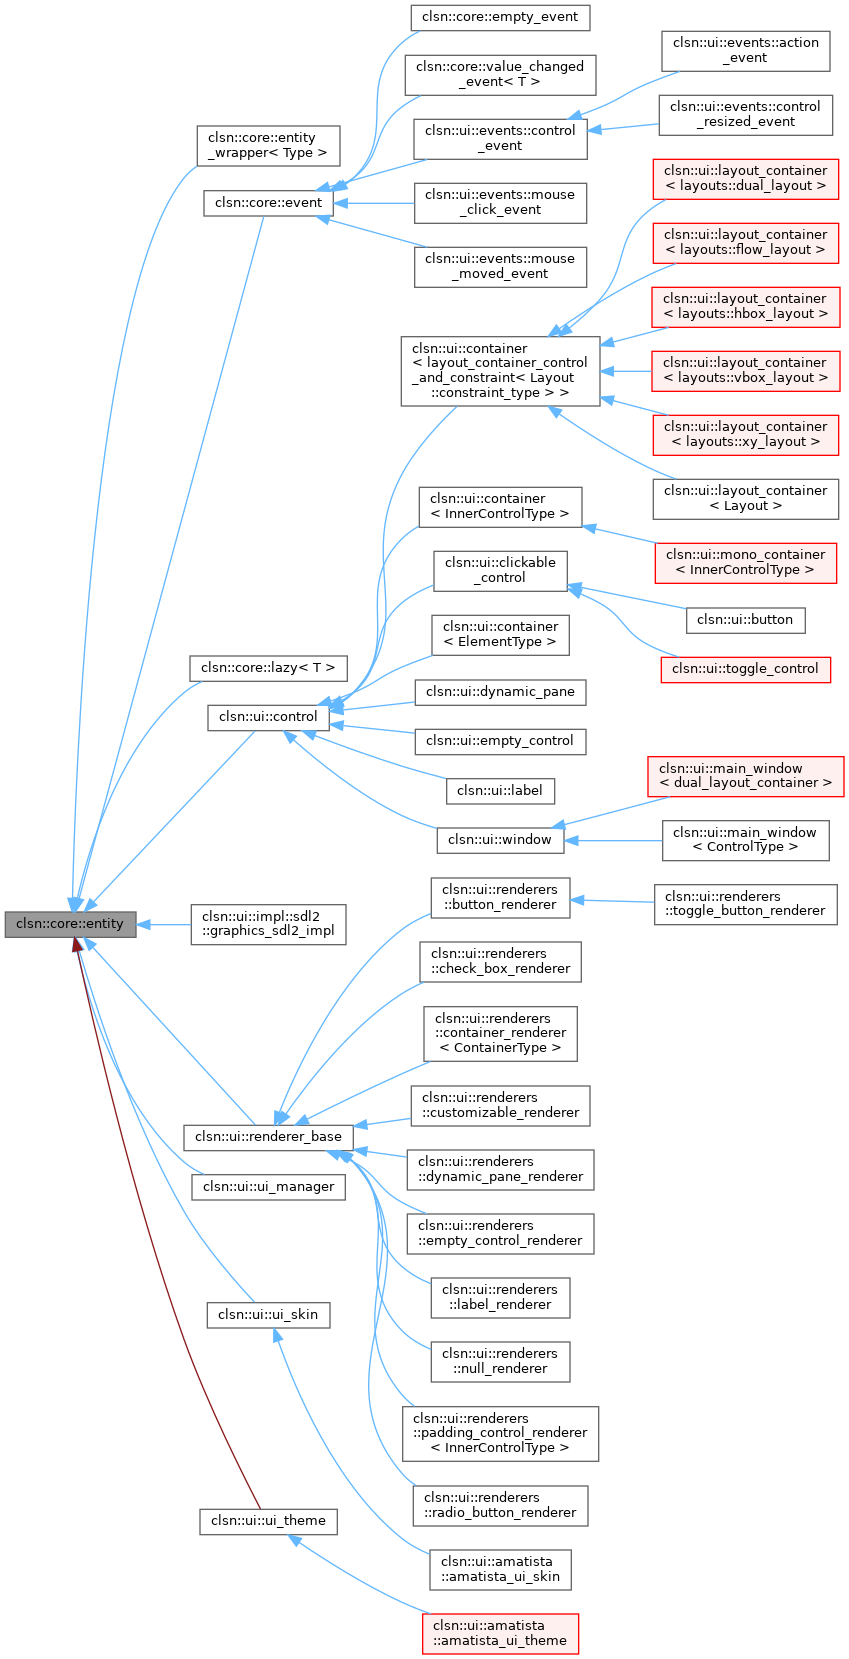 clsn::core::empty_event
clsn::core::value_changed
_event< T >
clsn::ui::events::action
_event
clsn::ui::events::control
_resized_event
clsn::core::entity
_wrapper< Type >
clsn::ui::events::control
_event
clsn::core::event
clsn::ui::events::mouse
_click_event
clsn::ui::events::mouse
_moved_event
clsn::ui::layout_container
< layouts::dual_layout >
clsn::ui::layout_container
< layouts::flow_layout >
clsn::ui::layout_container
< layouts::hbox_layout >
clsn::ui::container
< layout_container_control
_and_constraint< Layout
::constraint_type > >
clsn::ui::layout_container
< layouts::vbox_layout >
clsn::ui::layout_container
< layouts::xy_layout >
clsn::ui::layout_container
< Layout >
clsn::ui::container
< InnerControlType >
clsn::ui::mono_container
< InnerControlType >
clsn::ui::clickable
_control
clsn::ui::button
clsn::ui::container
< ElementType >
clsn::ui::toggle_control
clsn::core::lazy< T >
clsn::ui::dynamic_pane
clsn::ui::control
clsn::ui::empty_control
clsn::ui::label
clsn::ui::main_window
< dual_layout_container >
clsn::ui::window
clsn::ui::main_window
< ControlType >
clsn::core::entity
clsn::ui::impl::sdl2
::graphics_sdl2_impl
clsn::ui::renderers
::button_renderer
clsn::ui::renderers
::toggle_button_renderer
clsn::ui::renderers
::check_box_renderer
clsn::ui::renderers
::container_renderer
< ContainerType >
clsn::ui::renderers
::customizable_renderer
clsn::ui::renderer_base
clsn::ui::renderers
::dynamic_pane_renderer
clsn::ui::ui_manager
clsn::ui::renderers
::empty_control_renderer
clsn::ui::renderers
::label_renderer
clsn::ui::ui_skin
clsn::ui::renderers
::null_renderer
clsn::ui::renderers
::padding_control_renderer
< InnerControlType >
clsn::ui::renderers
::radio_button_renderer
clsn::ui::ui_theme
clsn::ui::amatista
::amatista_ui_skin
clsn::ui::amatista
::amatista_ui_theme